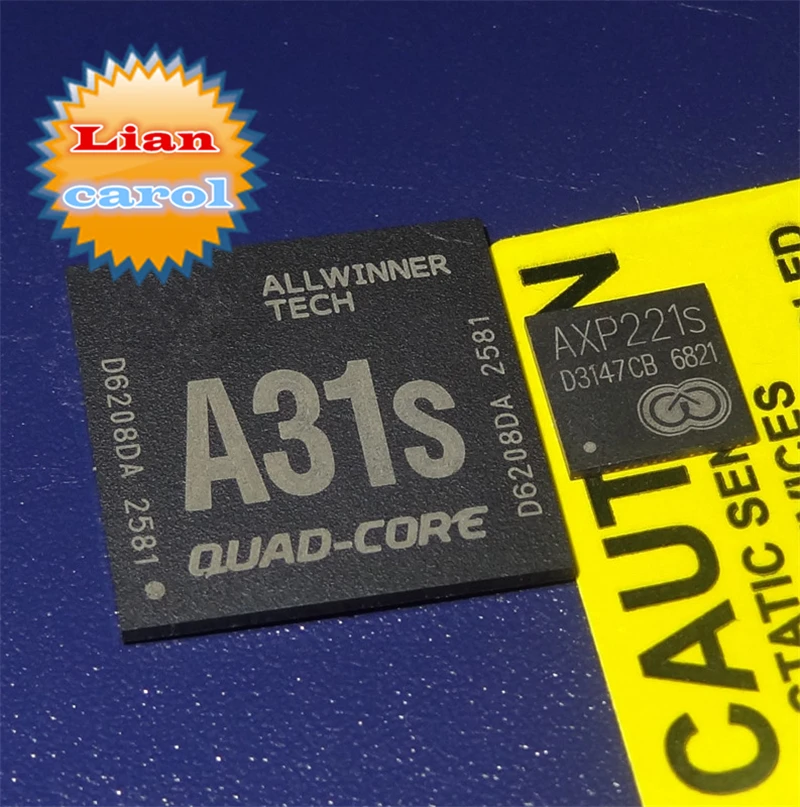 Lian
carol
ALLWINNER
TECH
A31s
QUAD-CORE
D6208DA 2581
D6208DA 2581
AXP221s
D3147CB 6821
CAUTION
STATIC SEN